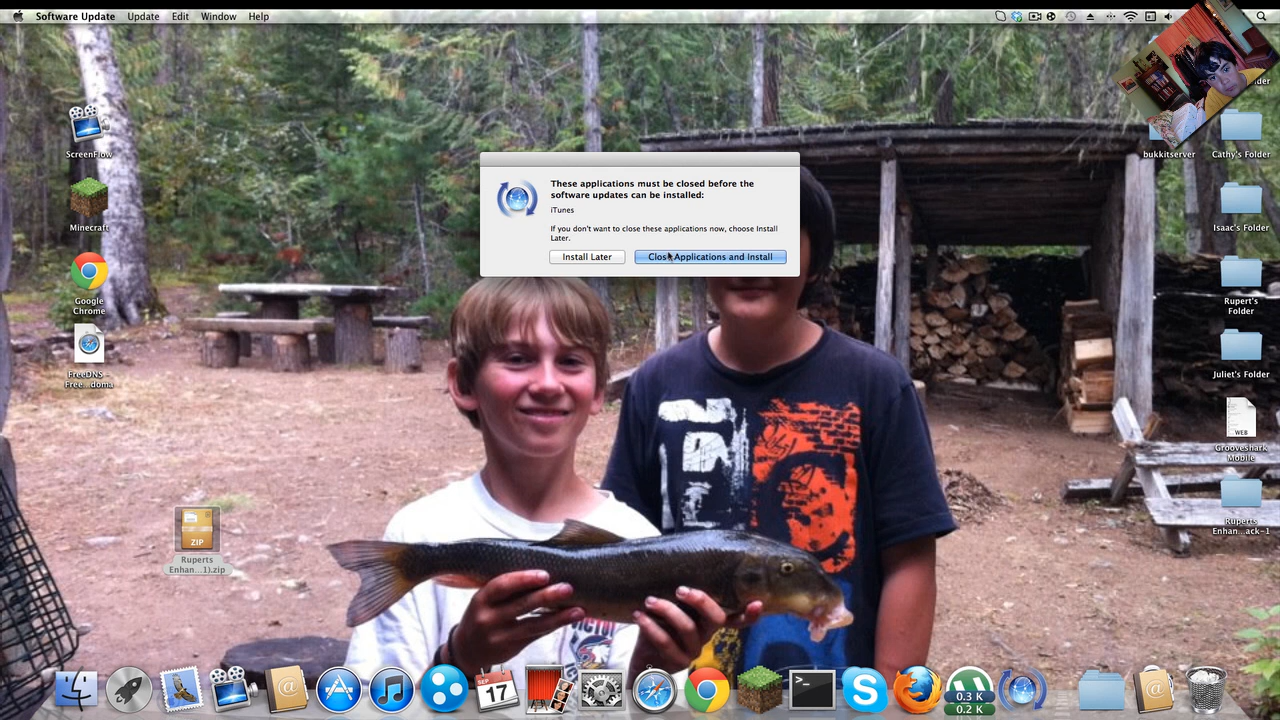 Software Update Update Edit Window Help
These applications must be closed before the
software updates can be installed:
iTunes
If you don't want to close these applications now, choose Install
Later.
Install Later
Close Applications and Install
ScreenFlow
Minecraft
Google
Chrome
FreeDNS -
Free...doma
ZIP
Ruperts
Enhan...1).zip
bukkitserver
Cathy's Folder
Isaac's Folder
Rupert's
Folder
Juliet's Folder
WEB
Grooveshark
Mobile
Ruperts
Enhan...ack-1
SEP
17
0.3 K
0.2 K